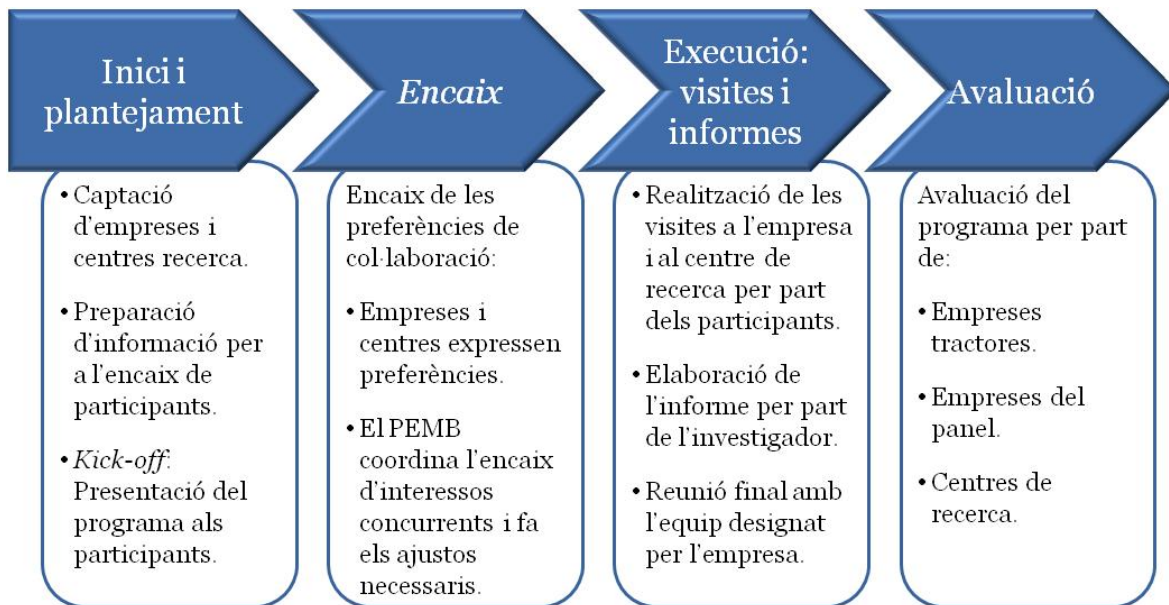 Inici i
plantejament
Encaix
Execució:
visites i
informes
Avaluació
• Captació
d'empreses i
centres recerca.
• Preparació
d'informació per
a l'encaix de
participants.
• Kick-off:
Presentació del
programa als
participants.
Encaix de les
preferències de
col·laboració:
• Empreses i
centres expressen
preferències.
• El PEMB
coordina l'encaix
d'interessos
concurrents i fa
els ajustos
necessaris.
• Realització de les
visites a l'empresa
i al centre de
recerca per part
dels participants.
• Elaboració de
l'informe per part
de l'investigador.
• Reunió final amb
l'equip designat
per l'empresa.
Avaluació del
programa per part
de:
• Empreses
tractores.
• Empreses del
panel.
• Centres de
recerca.